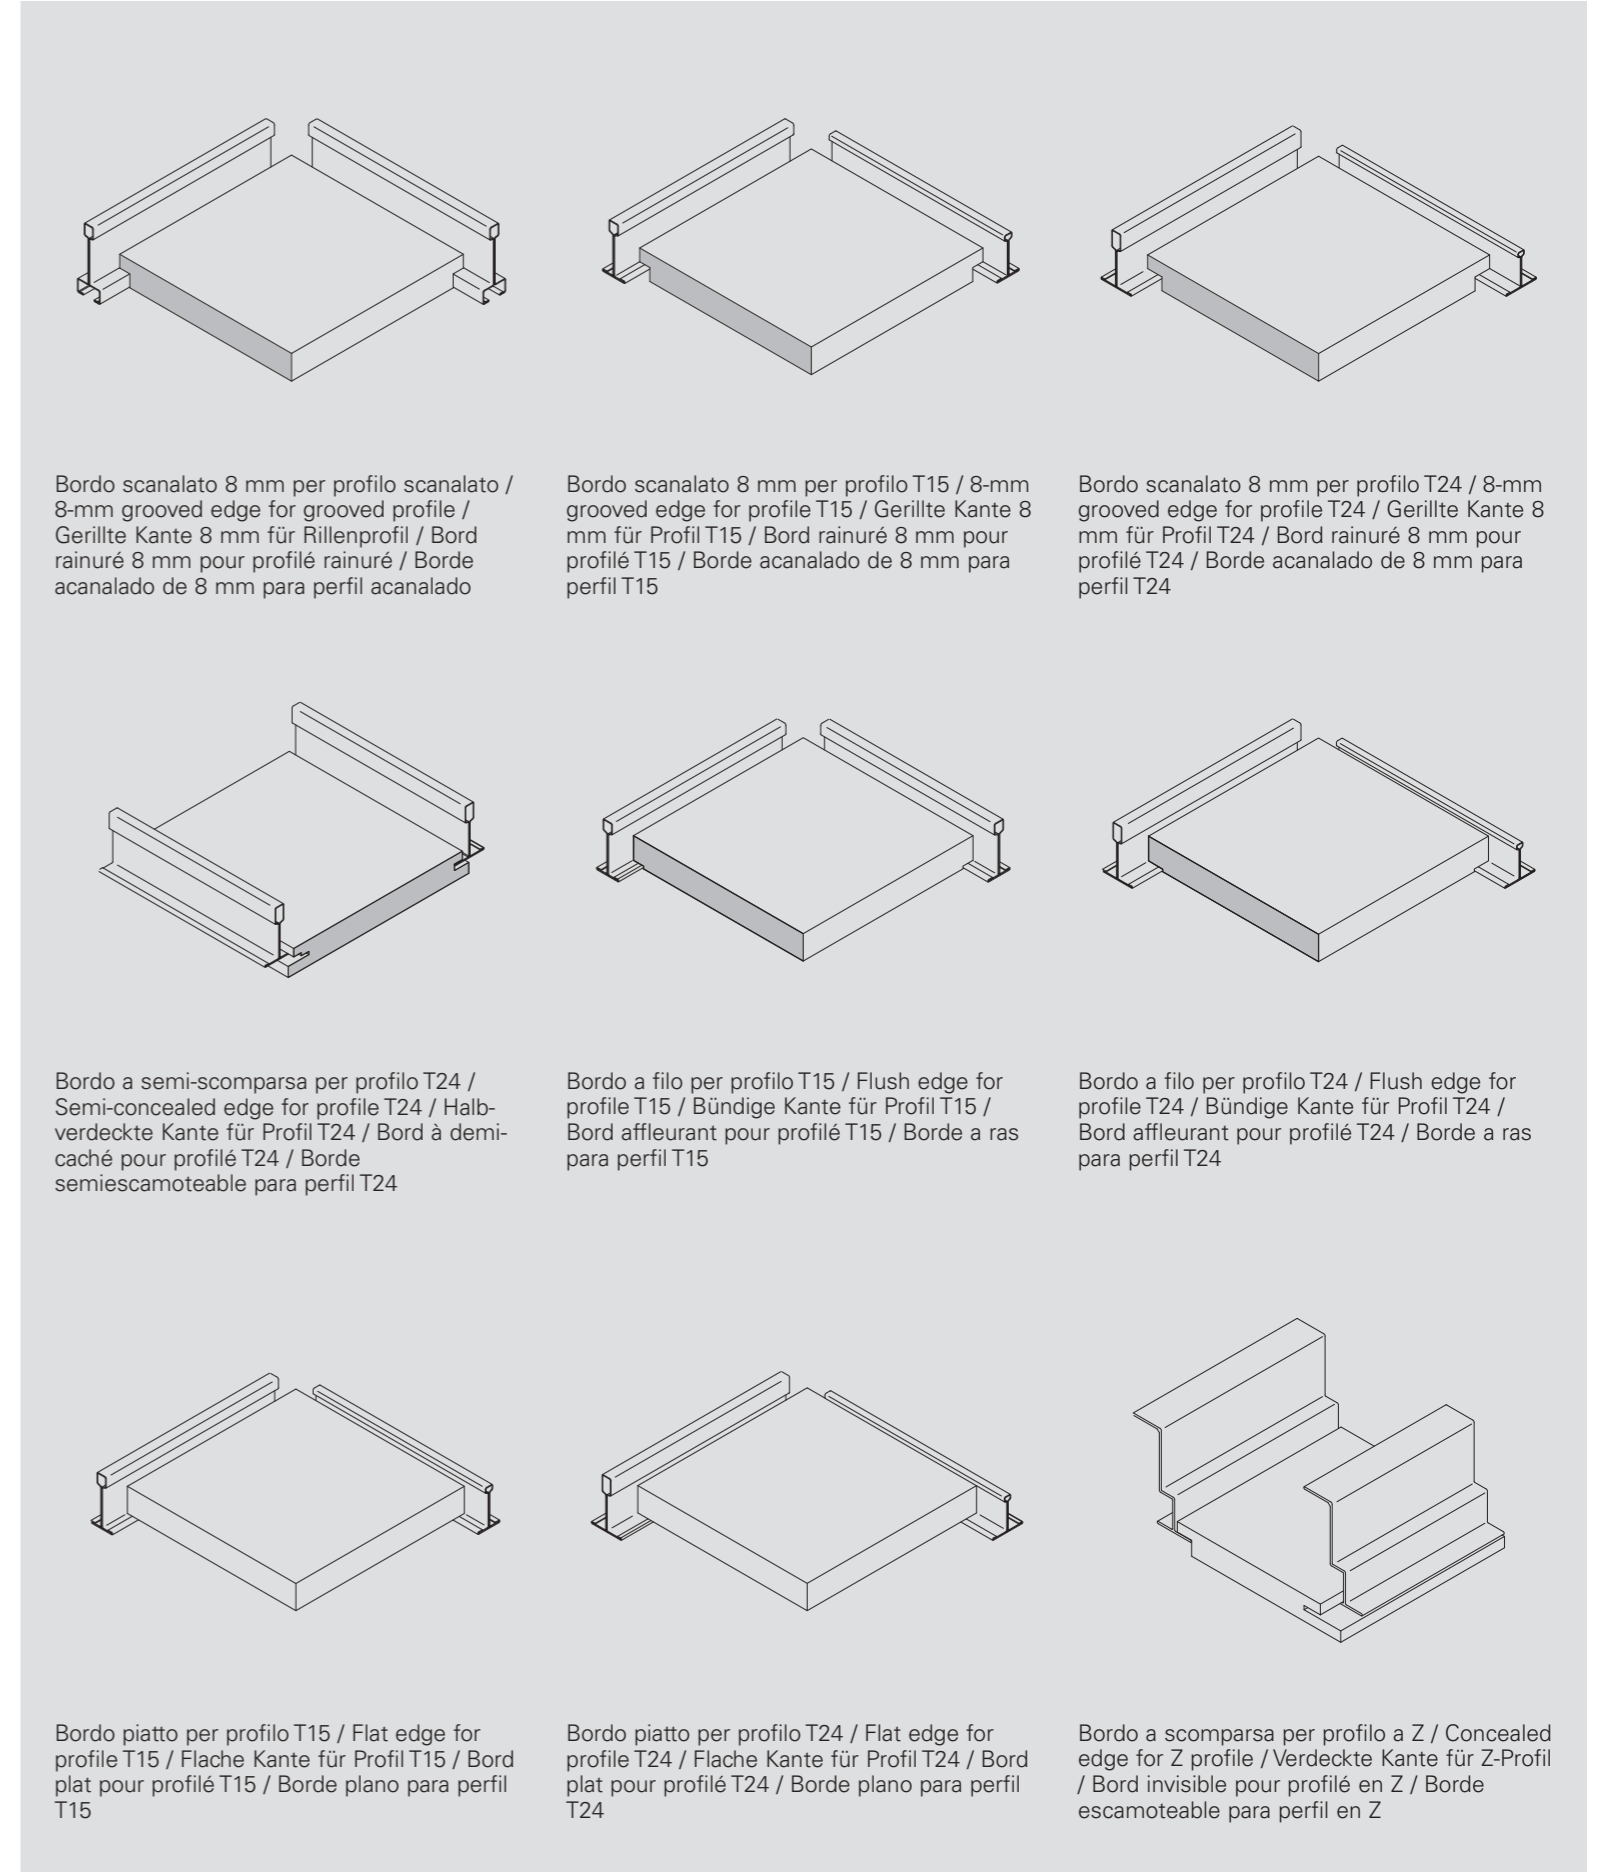 Bordo scanalato 8 mm per profilo scanalato /
8-mm grooved edge for grooved profile /
Gerillte Kante 8 mm für Rillenprofil / Bord
rainuré 8 mm pour profilé rainuré / Borde
acanalado de 8 mm para perfil acanalado
Bordo scanalato 8 mm per profilo T15 / 8-mm
grooved edge for profile T15 / Gerillte Kante 8
mm für Profil T15 / Bord rainuré 8 mm pour
profilé T15 / Borde acanalado de 8 mm para
perfil T15
Bordo scanalato 8 mm per profilo T24 / 8-mm
grooved edge for profile T24 / Gerillte Kante 8
mm für Profil T24 / Bord rainuré 8 mm pour
profilé T24 / Borde acanalado de 8 mm para
perfil T24
Bordo a semi-scomparsa per profilo T24 /
Semi-concealed edge for profile T24 / Halb-
verdeckte Kante für Profil T24 / Bord à demi-
caché pour profilé T24 / Borde
semiescamoteable para perfil T24
Bordo a filo per profilo T15 / Flush edge for
profile T15 / Bündige Kante für Profil T15 /
Bord affleurant pour profilé T15 / Borde a ras
para perfil T15
Bordo a filo per profilo T24 / Flush edge for
profile T24 / Bündige Kante für Profil T24 /
Bord affleurant pour profilé T24 / Borde a ras
para perfil T24
Bordo piatto per profilo T15 / Flat edge for
profile T15 / Flache Kante für Profil T15 / Bord
plat pour profilé T15 / Borde plano para perfil
T15
Bordo piatto per profilo T24 / Flat edge for
profile T24 / Flache Kante für Profil T24 / Bord
plat pour profilé T24 / Borde plano para perfil
T24
Bordo a scomparsa per profilo a Z / Concealed
edge for Z profile / Verdeckte Kante für Z-Profil
/ Bord invisible pour profilé en Z / Borde
escamoteable para perfil en Z